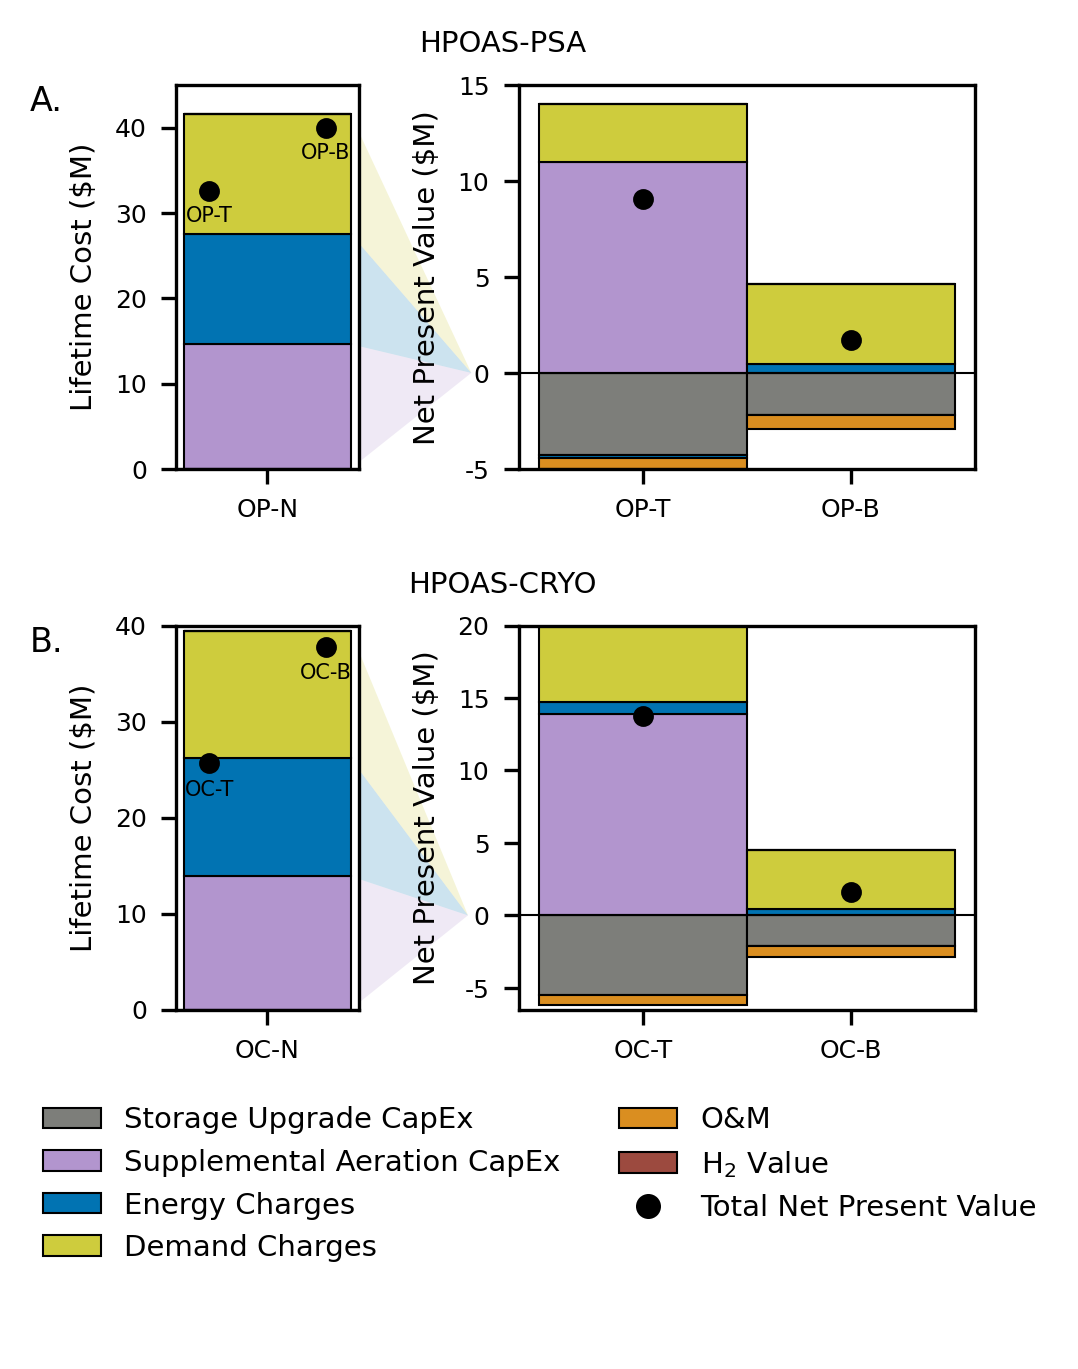 HPOAS-PSA
A.
Lifetime Cost ($M)
40
30
20
10
0
OP-B
OP-T
OP-N
Net Present Value ($M)
15
10
5
0
-5
OP-T
OP-B
HPOAS-CRYO
B.
Lifetime Cost ($M)
40
30
20
10
0
OC-B
OC-T
OC-N
Net Present Value ($M)
20
15
10
5
0
-5
OC-T
OC-B
Storage Upgrade CapEx
Supplemental Aeration CapEx
Energy Charges
Demand Charges
O&M
H₂ Value
Total Net Present Value